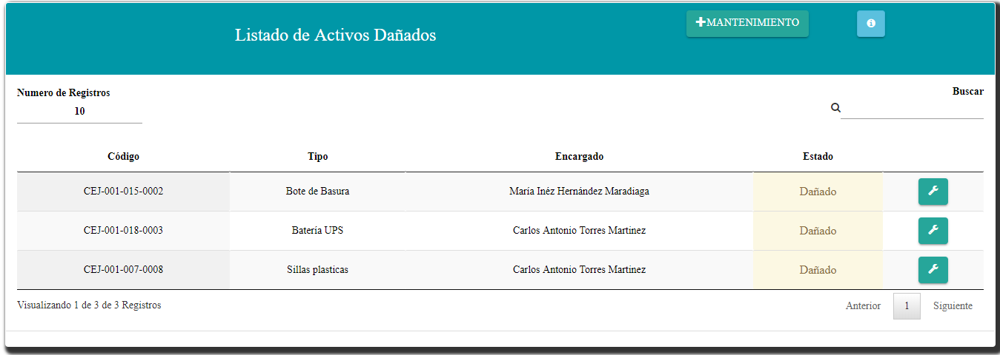 Listado de Activos Dañados
MANTENIMIENTO
Numero de Registros
10
Buscar
Código Tipo Encargado Estado
CEJ-001-015-0002 Bote de Basura María Inéz Hernández Maradiaga Dañado
CEJ-001-018-0003 Batería UPS Carlos Antonio Torres Martinez Dañado
CEJ-001-007-0008 Sillas plasticas Carlos Antonio Torres Martinez Dañado
Visualizando 1 de 3 de 3 Registros
Anterior 1 Siguiente